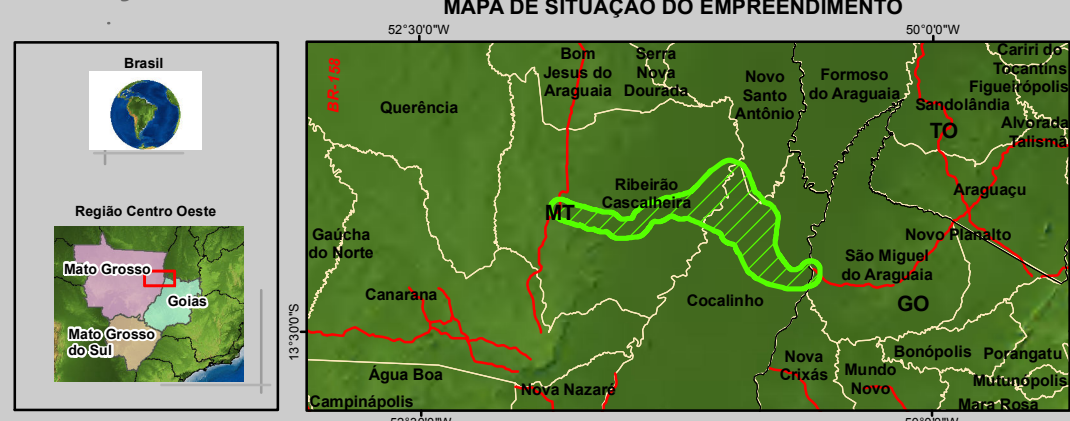 MAPA DE SITUAÇÃO DO EMPREENDIMENTO
Brasil
Região Centro Oeste
Mato Grosso
Goias
Mato Grosso
do Sul
52°30'0"W
50°0'0"W
13°30'0"S
BR-158
Querência
Bom
Jesus do
Araguaia
Serra
Nova
Dourada
Novo
Santo
Antônio
Formoso
do Araguaia
Cariri do
Tocantins
Figueirópolis
Sandolândia
TO
Alvorada
Talismã
Araguaçu
Ribeirão
Cascalheira
MT
Gaúcha
do Norte
Novo Planalto
São Miguel
do Araguaia
GO
Canarana
Cocalinho
Água Boa
Nova Nazaré
Campinápolis
Nova
Crixás
Mundo
Novo
Bonópolis
Porangatu
Mutunópolis
Mara Rosa